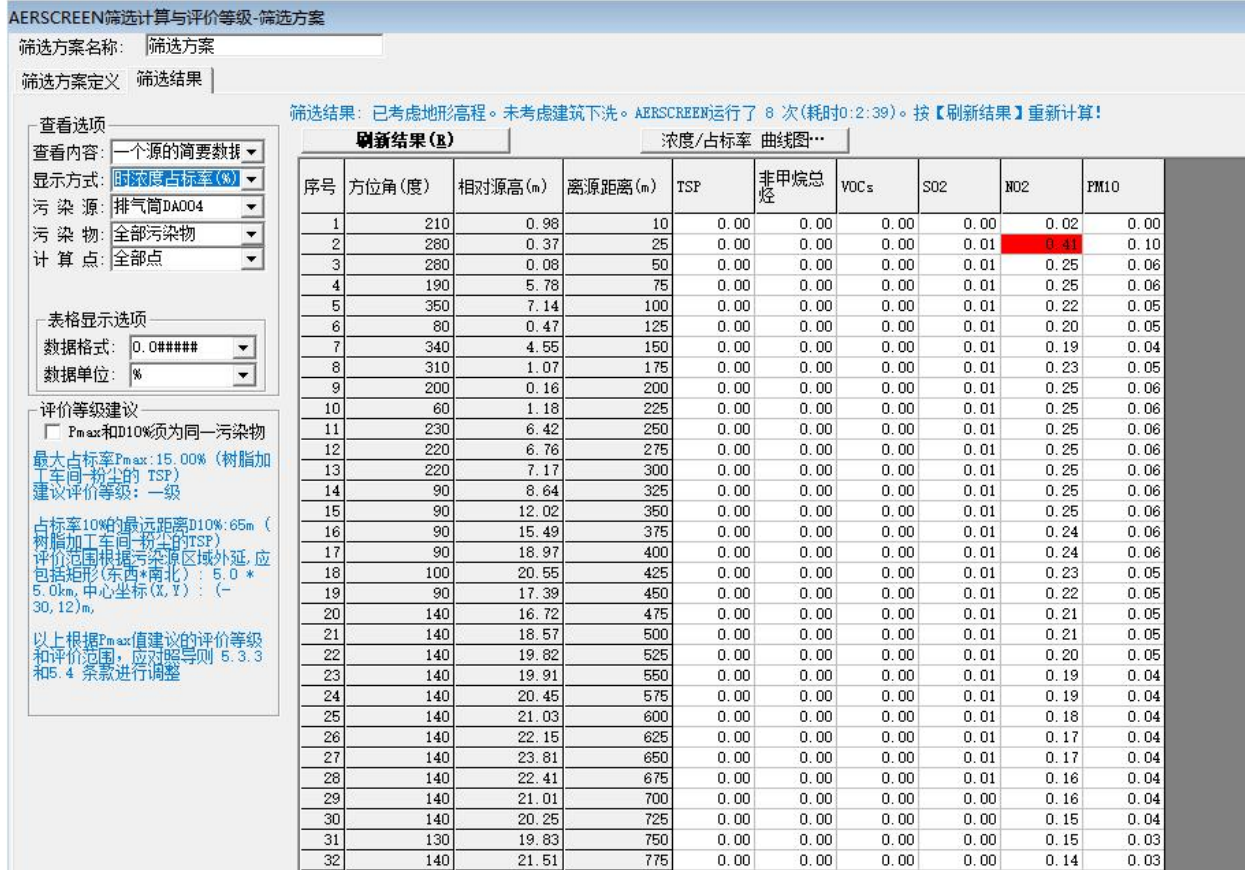 AERSCREEN筛选计算与评价等级-筛选方案
筛选方案名称: 筛选方案
筛选方案定义 筛选结果
筛选结果: 已考虑地形高程。未考虑建筑下洗。AERSCREEN运行了 8 次(耗时0:2:39)。按【刷新结果】重新计算!
刷新结果(R) 浓度/占标率 曲线图…
查看选项
查看内容: 一个源的简要数据
显示方式: 时浓度占标率(%)
污 染 源: 排气筒DA004
污 染 物: 全部污染物
计 算 点: 全部点
表格显示选项
数据格式: 0.0#####
数据单位: %
评价等级建议
Pmax和D10%须为同一污染物
最大占标率Pmax:15.00% (树脂加
工车间-粉尘的 TSP)
建议评价等级: 一级
占标率10%的最远距离D10%:65m (
树脂加工车间-粉尘的TSP)
评价范围根据污染源区域外延,应
包括矩形(东西*南北): 5.0 *
5.0km,中心坐标(X,Y): (-
30,12)m,
以上根据Pmax值建议的评价等级
和评价范围, 应对照导则 5.3.3
和5.4 条款进行调整
序号 方位角(度) 相对源高(m) 离源距离(m) TSP 非甲烷总烃 VOCs SO2 NO2 PM10
1 210 0.98 10 0.00 0.00 0.00 0.00 0.02 0.00
2 280 0.37 25 0.00 0.00 0.00 0.01 0.41 0.10
3 280 0.08 50 0.00 0.00 0.00 0.01 0.25 0.06
4 190 5.78 75 0.00 0.00 0.00 0.01 0.25 0.06
5 350 7.14 100 0.00 0.00 0.00 0.01 0.22 0.05
6 80 0.47 125 0.00 0.00 0.00 0.01 0.20 0.05
7 340 4.55 150 0.00 0.00 0.00 0.01 0.19 0.04
8 310 1.07 175 0.00 0.00 0.00 0.01 0.23 0.05
9 200 0.16 200 0.00 0.00 0.00 0.01 0.25 0.06
10 60 1.18 225 0.00 0.00 0.00 0.01 0.25 0.06
11 230 6.42 250 0.00 0.00 0.00 0.01 0.25 0.06
12 220 6.76 275 0.00 0.00 0.00 0.01 0.25 0.06
13 220 7.17 300 0.00 0.00 0.00 0.01 0.25 0.06
14 90 8.64 325 0.00 0.00 0.00 0.01 0.25 0.06
15 90 12.02 350 0.00 0.00 0.00 0.01 0.25 0.06
16 90 15.49 375 0.00 0.00 0.00 0.01 0.24 0.06
17 90 18.97 400 0.00 0.00 0.00 0.01 0.24 0.06
18 100 20.55 425 0.00 0.00 0.00 0.01 0.23 0.05
19 90 17.39 450 0.00 0.00 0.00 0.01 0.22 0.05
20 140 16.72 475 0.00 0.00 0.00 0.01 0.21 0.05
21 140 18.57 500 0.00 0.00 0.00 0.01 0.21 0.05
22 140 19.82 525 0.00 0.00 0.00 0.01 0.20 0.05
23 140 19.91 550 0.00 0.00 0.00 0.01 0.19 0.04
24 140 20.45 575 0.00 0.00 0.00 0.01 0.19 0.04
25 140 21.03 600 0.00 0.00 0.00 0.01 0.18 0.04
26 140 22.15 625 0.00 0.00 0.00 0.01 0.17 0.04
27 140 23.81 650 0.00 0.00 0.00 0.01 0.17 0.04
28 140 22.41 675 0.00 0.00 0.00 0.01 0.16 0.04
29 140 21.01 700 0.00 0.00 0.00 0.00 0.16 0.04
30 140 20.25 725 0.00 0.00 0.00 0.00 0.15 0.04
31 130 19.83 750 0.00 0.00 0.00 0.00 0.15 0.03
32 140 21.51 775 0.00 0.00 0.00 0.00 0.14 0.03